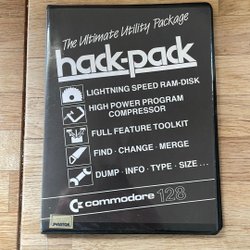 The Ultimate Utility Package
hack-pack
LIGHTNING SPEED RAM-DISK
HIGH POWER PROGRAM
COMPRESSOR
FULL FEATURE TOOLKIT
FIND · CHANGE · MERGE
DUMP · INFO · TYPE · SIZE ...
commodore 128